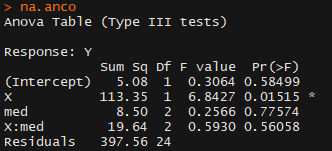 > na.anco
Anova Table (Type III tests)
Response: Y
Sum Sq Df F value Pr(>F)
(Intercept) 5.08 1 0.3064 0.58499
X 113.35 1 6.8427 0.01515 *
med 8.50 2 0.2566 0.77574
X:med 19.64 2 0.5930 0.56058
Residuals 397.56 24